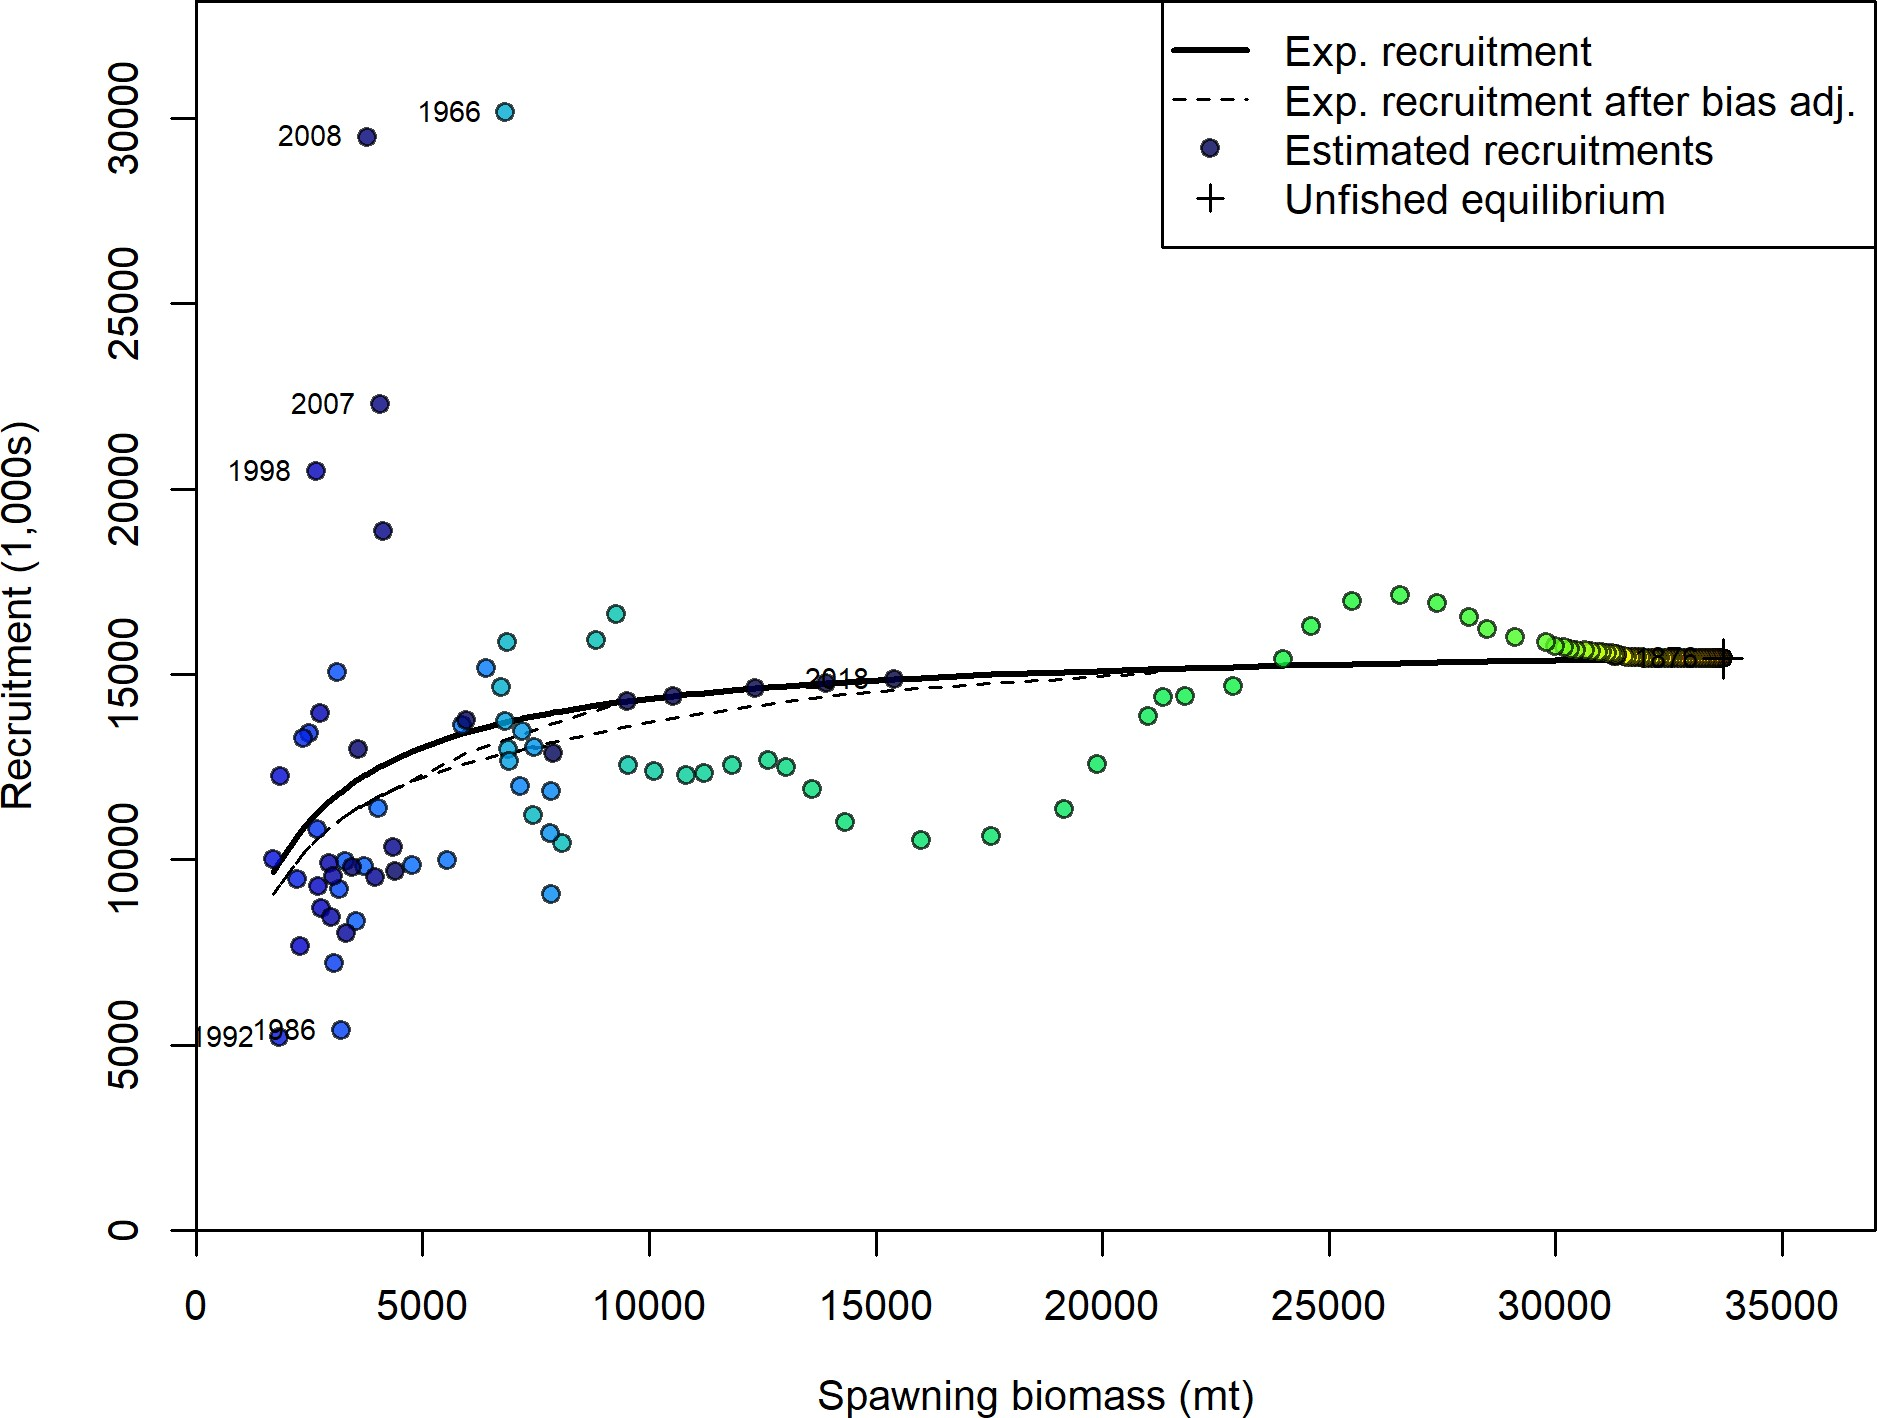 Exp. recruitment
Exp. recruitment after bias adj.
Estimated recruitments
Unfished equilibrium
Recruitment (1,000s)
30000
25000
20000
15000
10000
5000
0
1966
2008
2007
1998
2018
1876
1992
1986
0 5000 10000 15000 20000 25000 30000 35000
Spawning biomass (mt)